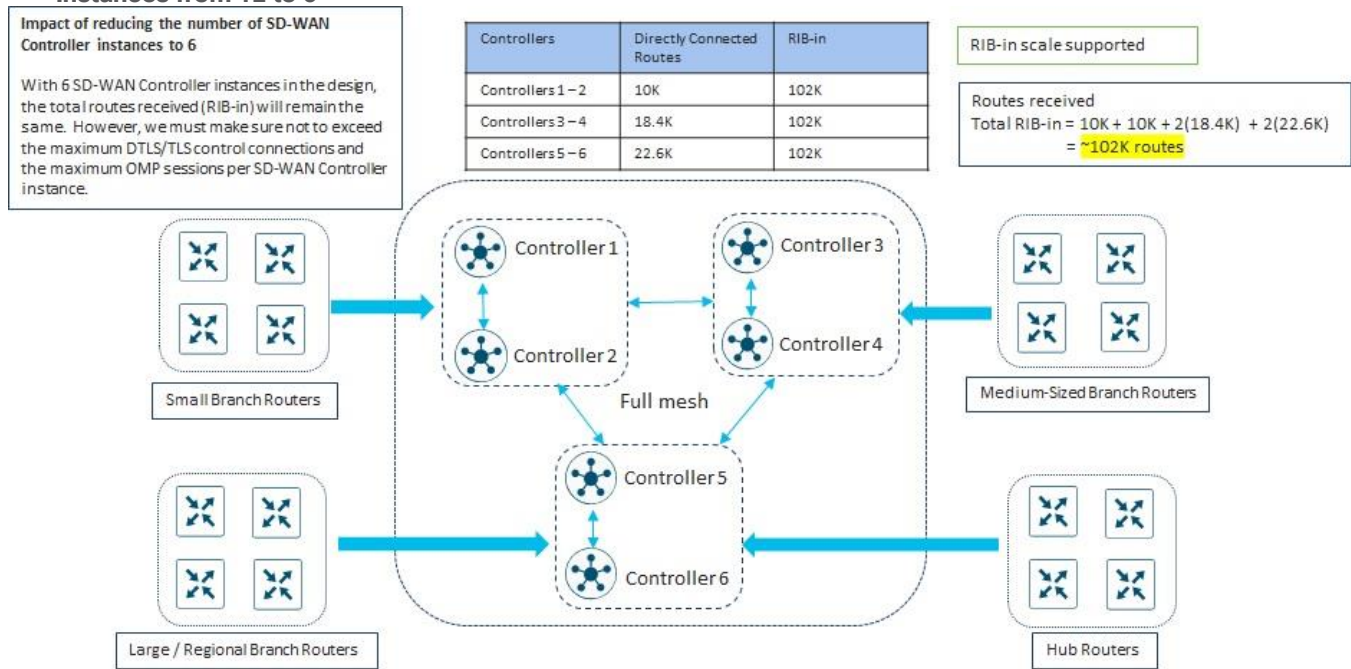 Instances from 12 to 6
Impact of reducing the number of SD-WAN
Controller instances to 6
With 6 SD-WAN Controller instances in the design,
the total routes received (RIB-in) will remain the
same. However, we must make sure not to exceed
the maximum DTLS/TLS control connections and
the maximum OMP sessions per SD-WAN Controller
instance.
Controllers
Directly Connected
Routes
RIB-in
Controllers 1 – 2
10K
102K
Controllers 3 – 4
18.4K
102K
Controllers 5 – 6
22.6K
102K
RIB-in scale supported
Routes received
Total RIB-in = 10K + 10K + 2(18.4K) + 2(22.6K)
= ~102K routes
Controller 1
Controller 2
Controller 3
Controller 4
Full mesh
Controller 5
Controller 6
Small Branch Routers
Medium-Sized Branch Routers
Large / Regional Branch Routers
Hub Routers